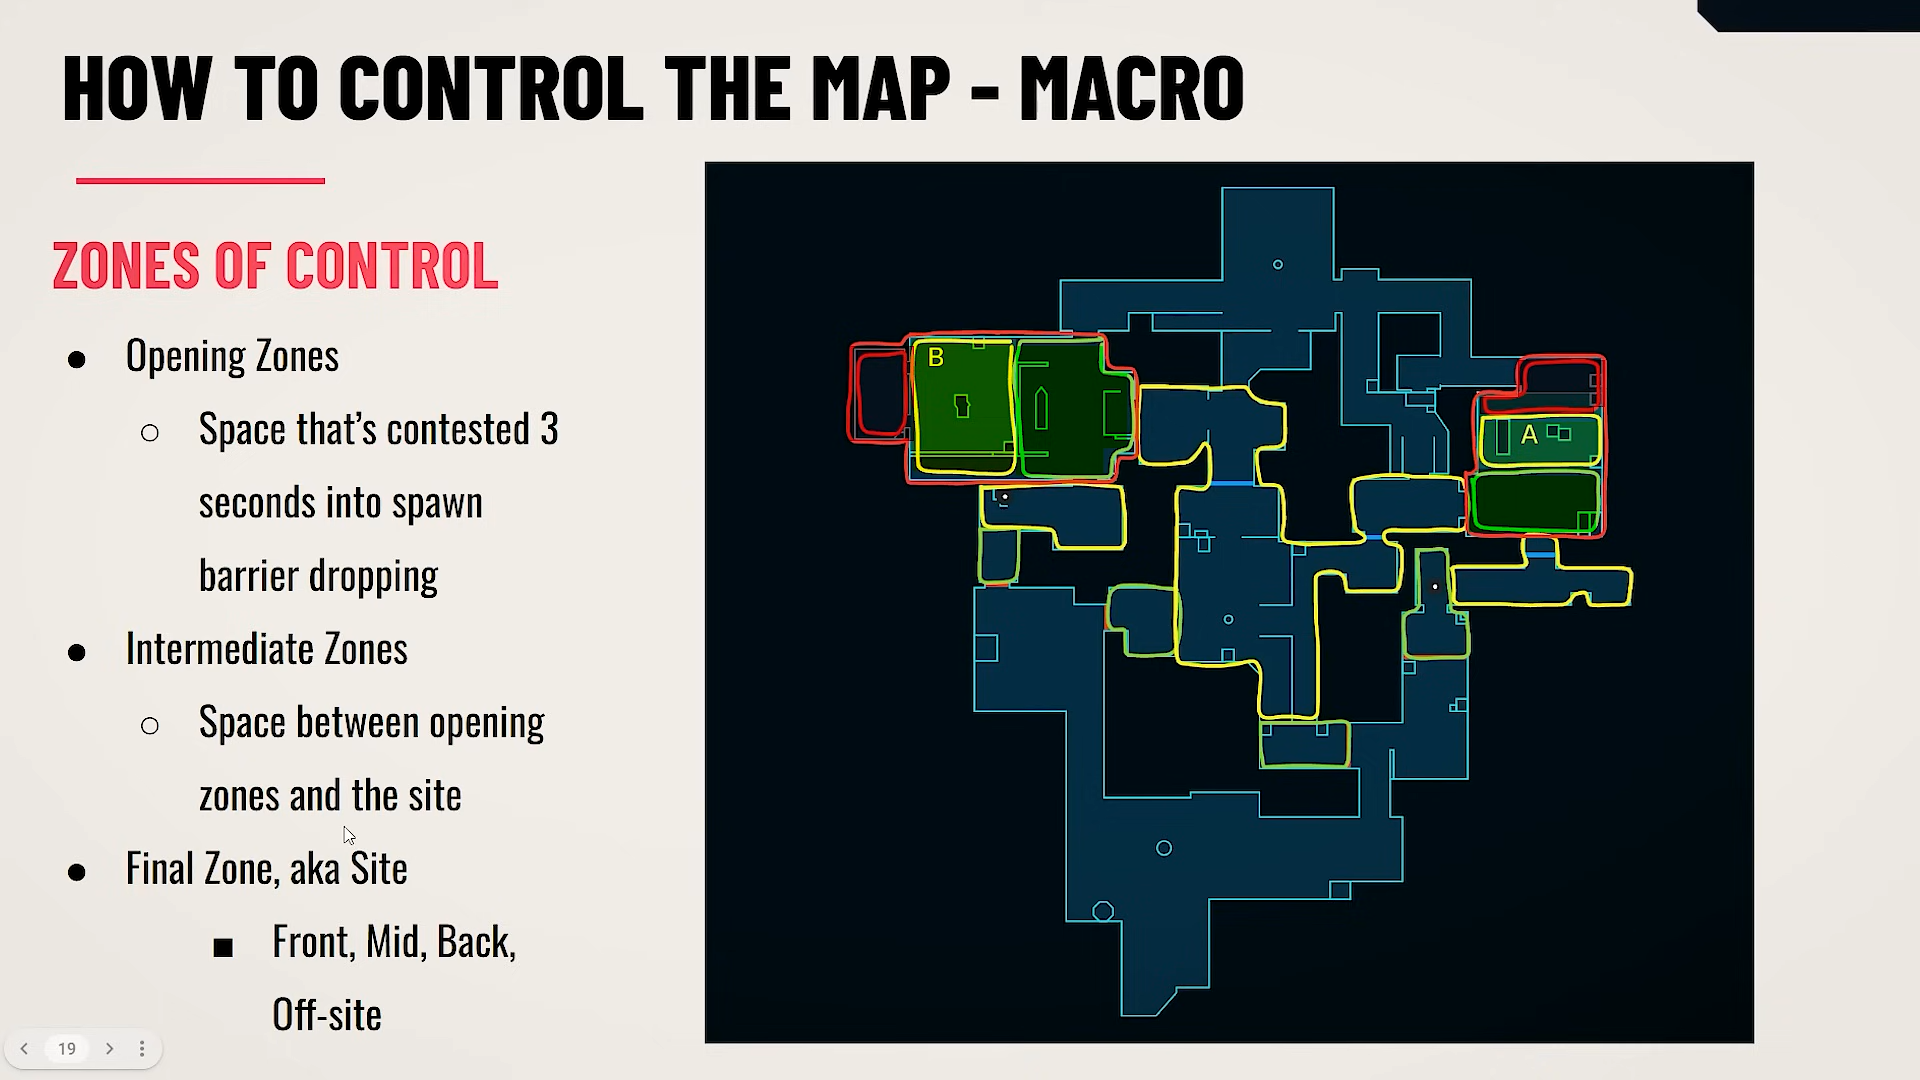 HOW TO CONTROL THE MAP - MACRO
ZONES OF CONTROL
● Opening Zones
○ Space that's contested 3
seconds into spawn
barrier dropping
● Intermediate Zones
○ Space between opening
zones and the site
● Final Zone, aka Site
■ Front, Mid, Back,
Off-site
B
A
19